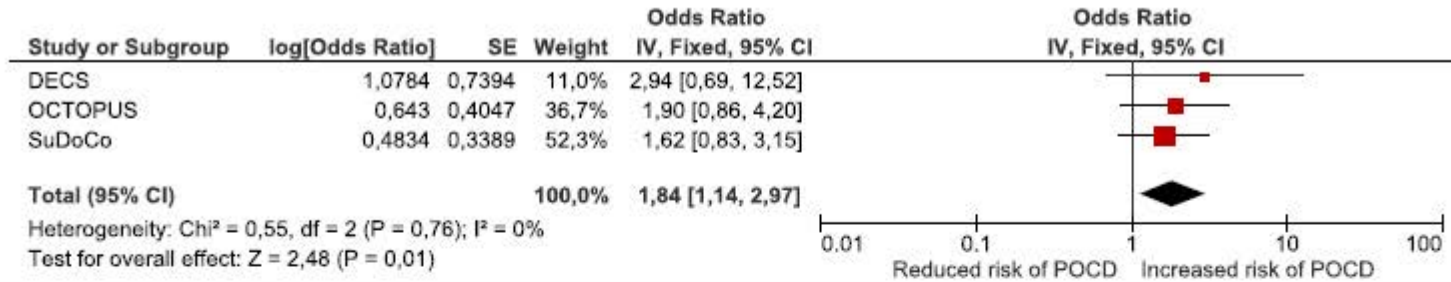 Odds Ratio Odds Ratio
Study or Subgroup log[Odds Ratio] SE Weight IV, Fixed, 95% CI IV, Fixed, 95% CI
DECS 1,0784 0,7394 11,0% 2,94 [0,69, 12,52]
OCTOPUS 0,643 0,4047 36,7% 1,90 [0,86, 4,20]
SuDoCo 0,4834 0,3389 52,3% 1,62 [0,83, 3,15]
Total (95% CI) 100,0% 1,84 [1,14, 2,97]
Heterogeneity: Chi² = 0,55, df = 2 (P = 0,76); I² = 0%
Test for overall effect: Z = 2,48 (P = 0,01)
0.01 0.1 1 10 100
Reduced risk of POCD Increased risk of POCD